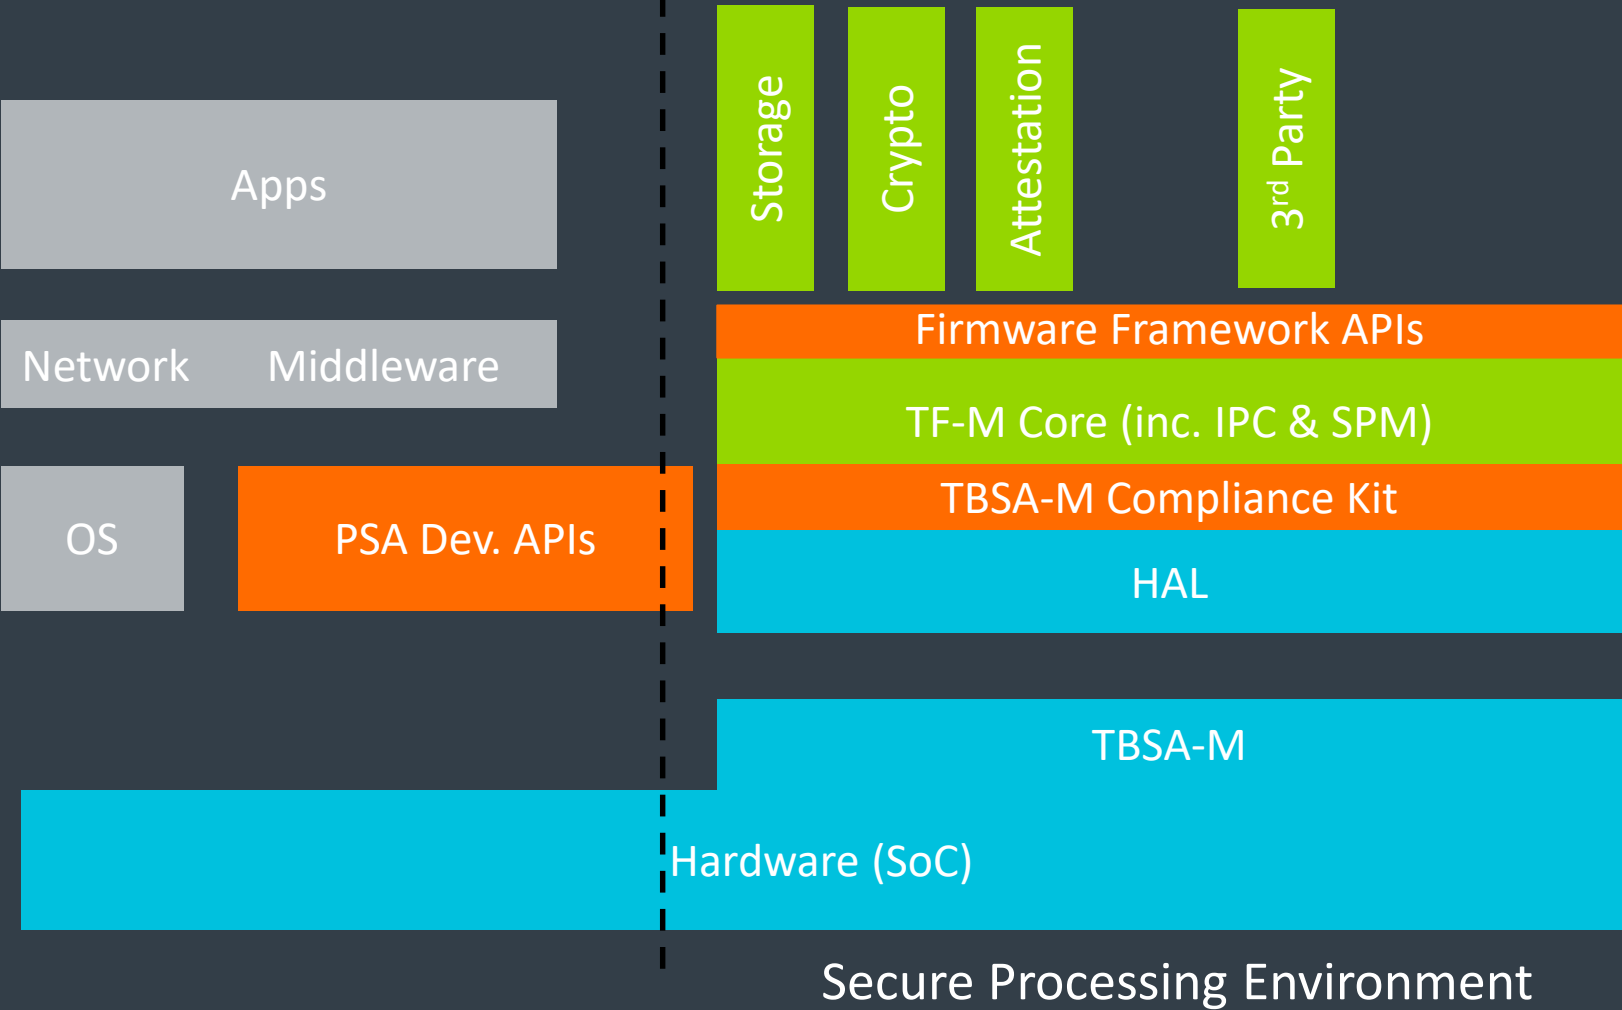 Storage
Crypto
Attestation
3rd Party
Apps
Firmware Framework APIs
Network Middleware
TF-M Core (inc. IPC & SPM)
TBSA-M Compliance Kit
OS
PSA Dev. APIs
HAL
TBSA-M
Hardware (SoC)
Secure Processing Environment